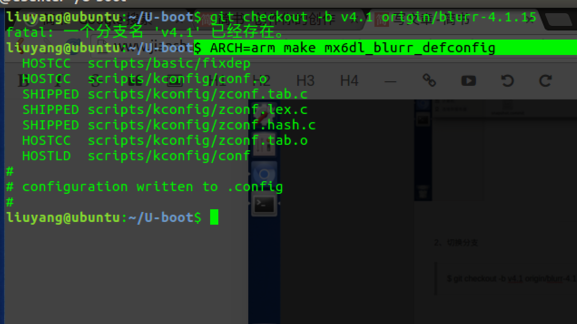 liuyang@ubuntu:~/U-boot$ git checkout -b v4.1 origin/blurr-4.1.15
fatal: 一个分支名 'v4.1' 已经存在。
liuyang@ubuntu:~/U-boot$ ARCH=arm make mx6dl_blurr_defconfig
HOSTCC scripts/basic/fixdep
HOSTCC scripts/kconfig/conf.o
SHIPPED scripts/kconfig/zconf.tab.c
SHIPPED scripts/kconfig/zconf.lex.c
SHIPPED scripts/kconfig/zconf.hash.c
HOSTCC scripts/kconfig/zconf.tab.o
HOSTLD scripts/kconfig/conf
#
# configuration written to .config
#
liuyang@ubuntu:~/U-boot$
H2 H3 H4